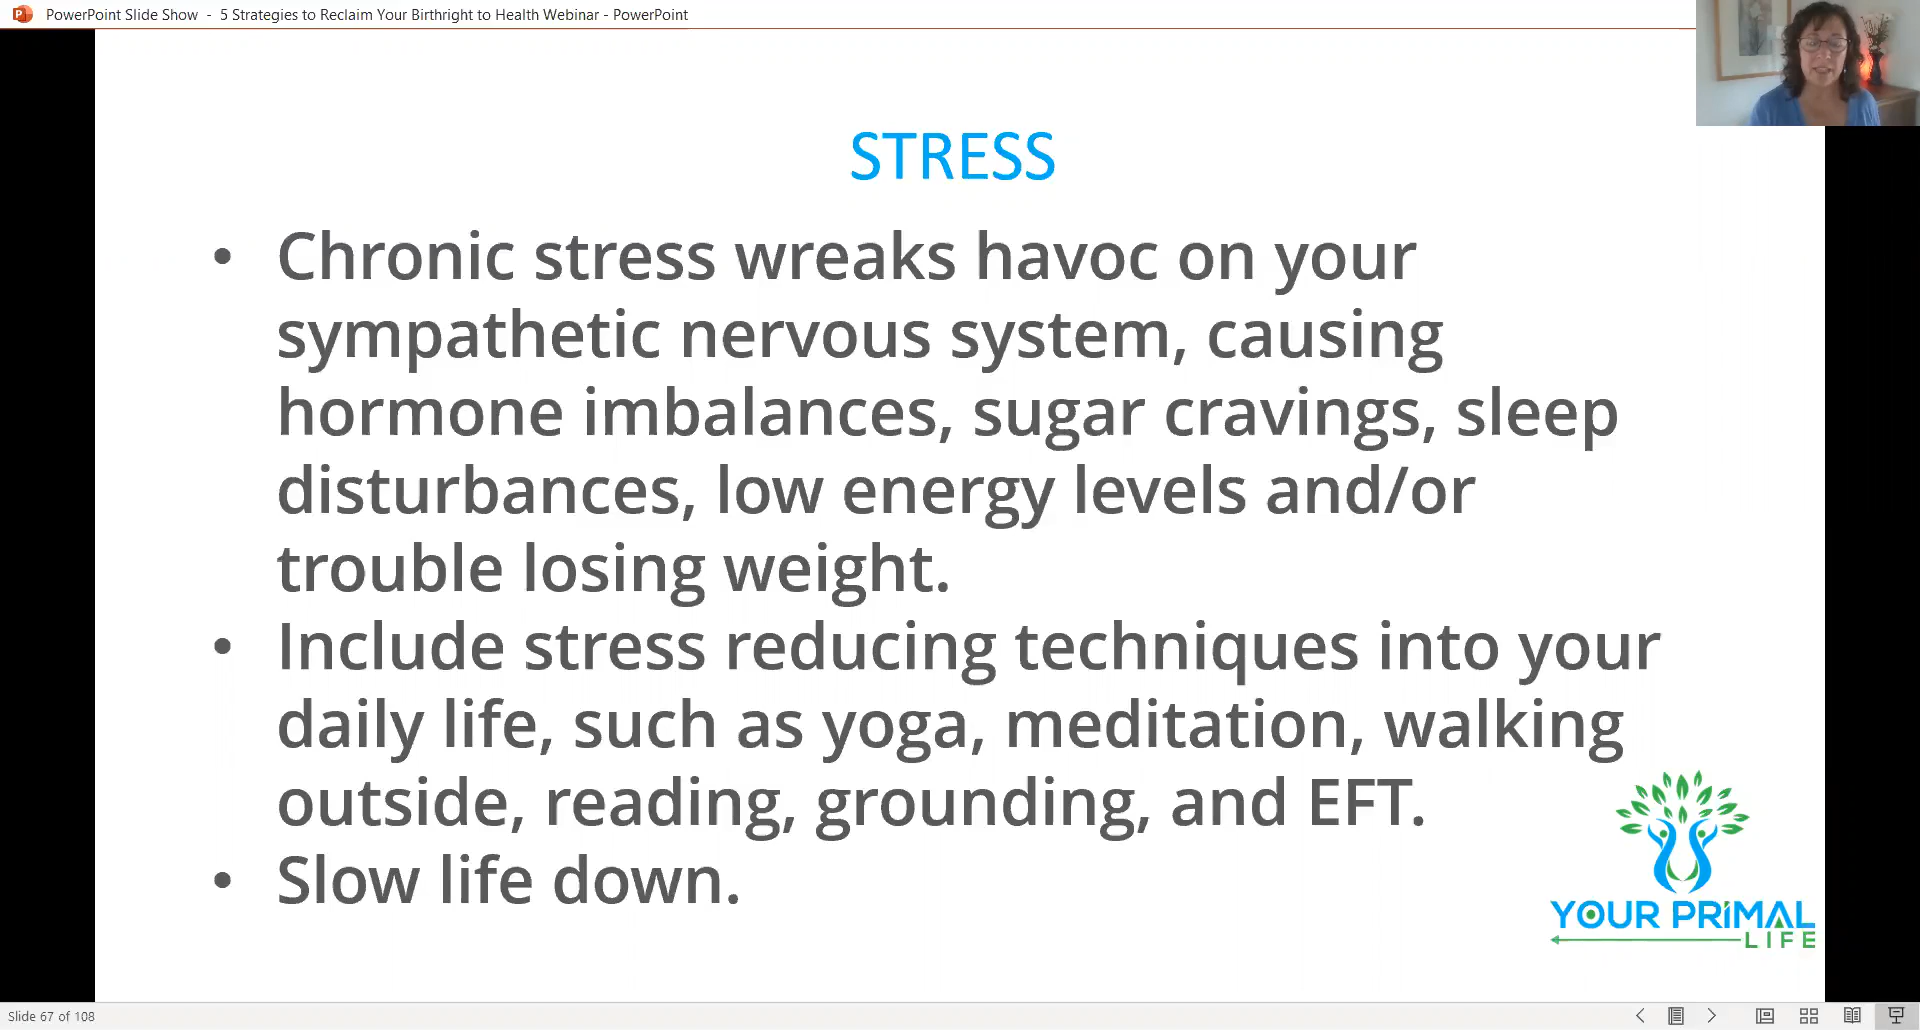 PowerPoint Slide Show - 5 Strategies to Reclaim Your Birthright to Health Webinar - PowerPoint
STRESS
• Chronic stress wreaks havoc on your
sympathetic nervous system, causing
hormone imbalances, sugar cravings, sleep
disturbances, low energy levels and/or
trouble losing weight.
• Include stress reducing techniques into your
daily life, such as yoga, meditation, walking
outside, reading, grounding, and EFT.
• Slow life down.
YOUR PRIMAL
LIFE
Slide 67 of 108